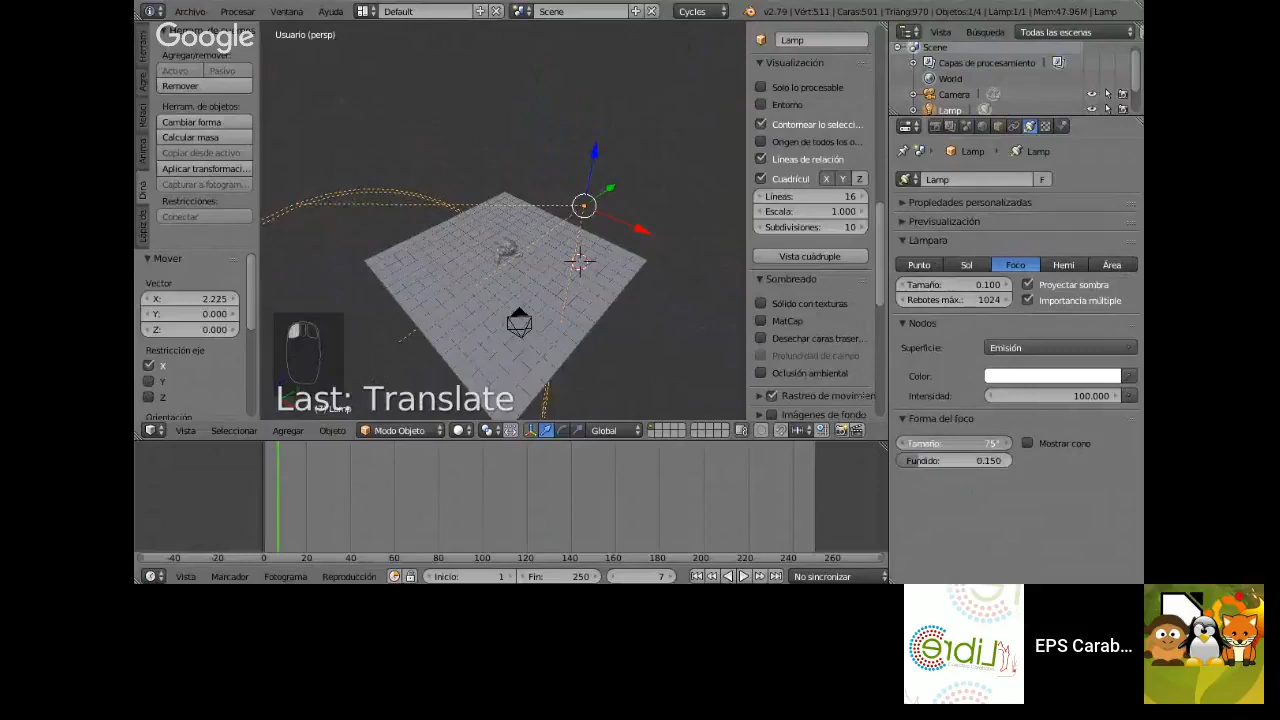 Archivo Procesar Ventana Ayuda Default Scene Cycles v2.79 | Vért:511 | Caras:501 | Triáng:970 | Objetos:1/4 | Lámp:1/1 | Mem:47.96M | Lamp
Google
Agregar/remover:
Activo Pasivo
Remover
Herram. de objetos:
Cambiar forma
Calcular masa
Copiar desde activo
Aplicar transformaci...
Capturar a fotogram...
Restricciones:
Conectar
Mover
Vector
X: 2.225
Y: 0.000
Z: 0.000
Restricción eje
X
Y
Z
Orientación
Usuario (persp)
Last: Translate
Vista Seleccionar Agregar Objeto Modo Objeto Global
Lamp
Visualización
Solo lo procesable
Entorno
Contornear lo selecci...
Origen de todos los o...
Líneas de relación
Cuadrícul X Y Z
Líneas: 16
Escala: 1.000
Subdivisiones: 10
Vista cuádruple
Sombreado
Sólido con texturas
MatCap
Desechar caras traser...
Profundidad de campo
Oclusión ambiental
Rastreo de movimien
Imágenes de fondo
Vista Búsqueda Todas las escenas
Scene
Capas de procesamiento
World
Camera
Lamp
Lamp Lamp
Lamp F
Propiedades personalizadas
Previsualización
Lámpara
Punto Sol Foco Hemi Área
Tamaño: 0.100 Proyectar sombra
Rebotes máx.: 1024 Importancia múltiple
Nodos
Superficie: Emisión
Color:
Intensidad: 100.000
Forma del foco
Tamaño: 75° Mostrar cono
Fundido: 0.150
-40 -20 0 20 40 60 80 100 120 140 160 180 200 220 240 260
Vista Marcador Fotograma Reproducción Inicio: 1 Fin: 250 7 No sincronizar
Libre
EPS Carab...